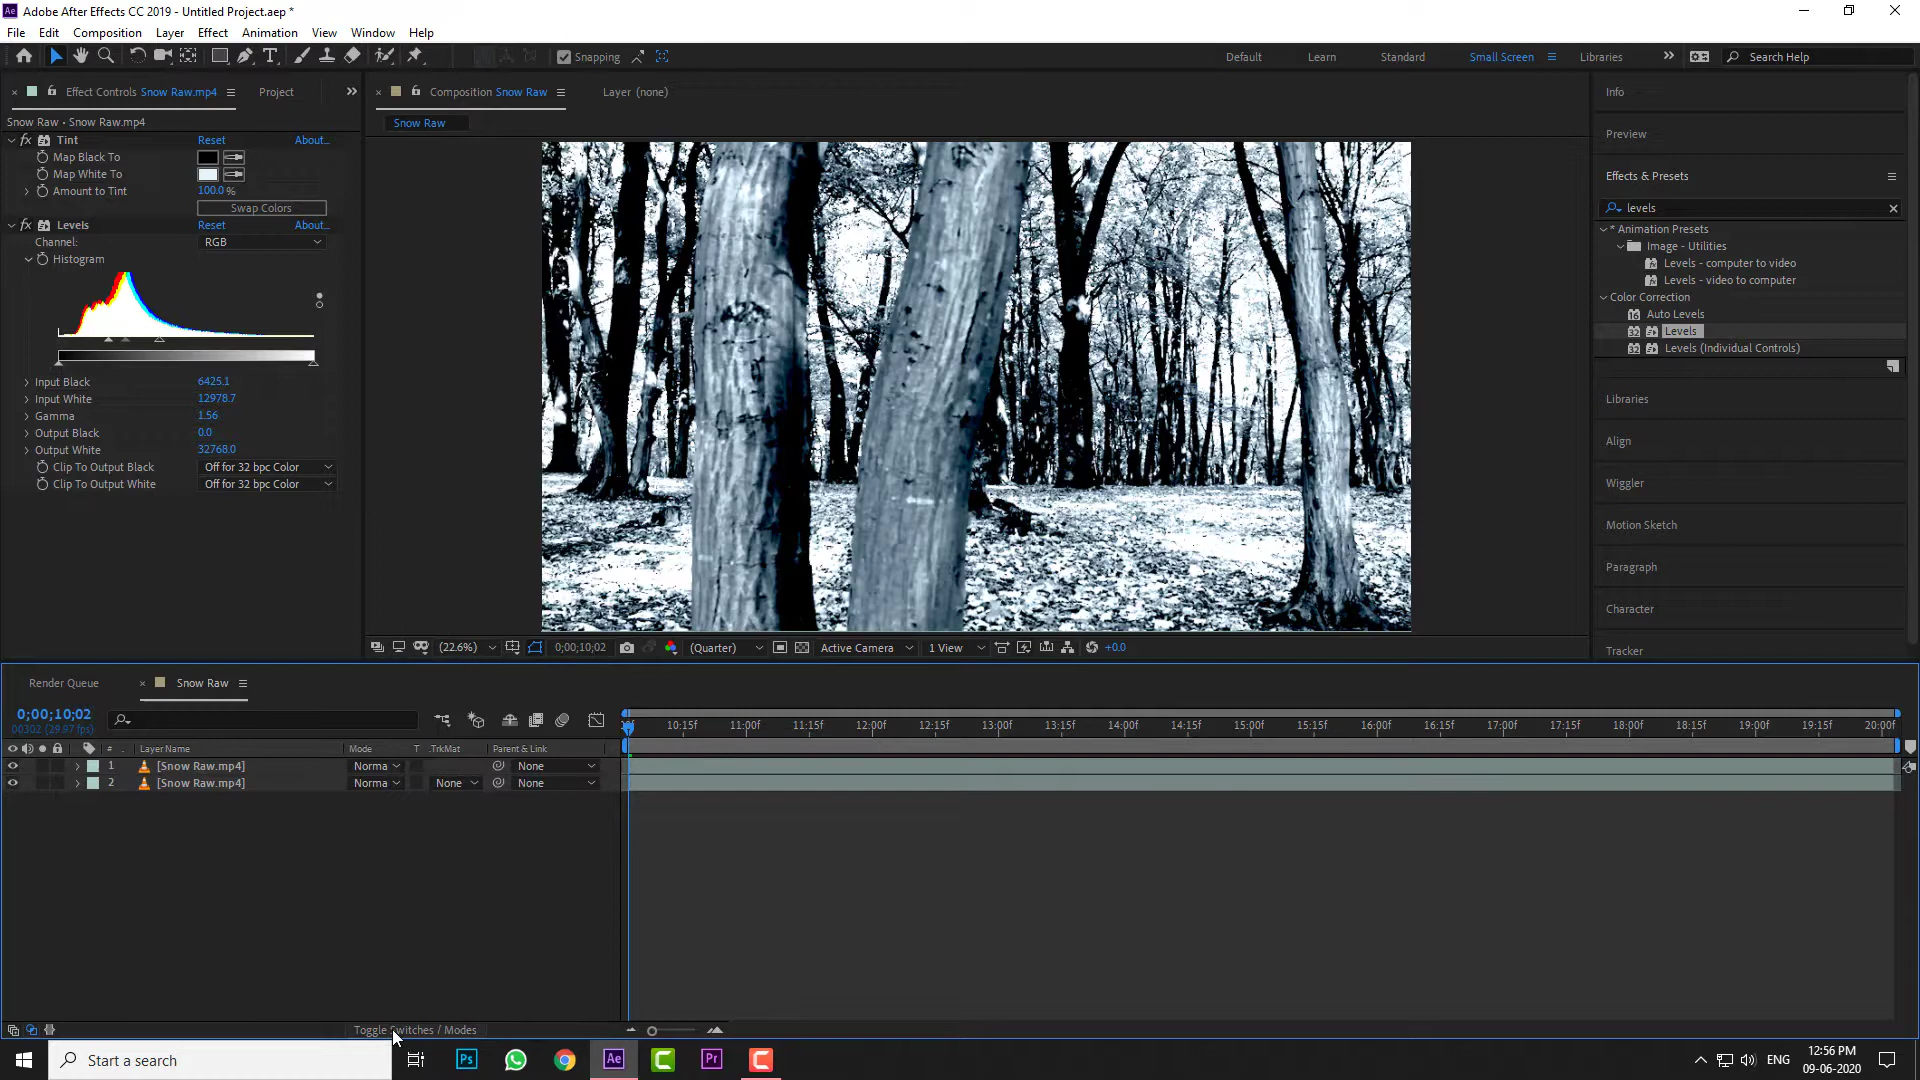 Adobe After Effects CC 2019 - Untitled Project.aep *
File Edit Composition Layer Effect Animation View Window Help
Snapping
Default Learn Standard Small Screen Libraries Search Help
Effect Controls Snow Raw.mp4 Project
Composition Snow Raw Layer (none)
Snow Raw • Snow Raw.mp4
Snow Raw
Tint Reset About...
Map Black To
Map White To
Amount to Tint 100.0 %
Swap Colors
Levels Reset About...
Channel: RGB
Histogram
Input Black 6425.1
Input White 12978.7
Gamma 1.56
Output Black 0.0
Output White 32768.0
Clip To Output Black Off for 32 bpc Color
Clip To Output White Off for 32 bpc Color
Info
Preview
Effects & Presets
levels
* Animation Presets
Image - Utilities
Levels - computer to video
Levels - video to computer
Color Correction
Auto Levels
Levels
Levels (Individual Controls)
Libraries
Align
Wiggler
Motion Sketch
Paragraph
Character
Tracker
(22.6%) 0;00;10;02 (Quarter) Active Camera 1 View +0.0
Render Queue Snow Raw
0;00;10;02
00302 (29.97 fps)
10:15f 11:00f 11:15f 12:00f 12:15f 13:00f 13:15f 14:00f 14:15f 15:00f 15:15f 16:00f 16:15f 17:00f 17:15f 18:00f 18:15f 19:00f 19:15f 20:00f
# Layer Name Mode T .TrkMat Parent & Link
1 [Snow Raw.mp4] Norma None
2 [Snow Raw.mp4] Norma None None
Toggle Switches / Modes
Start a search
Ps Ae Pr
ENG
12:56 PM
09-06-2020